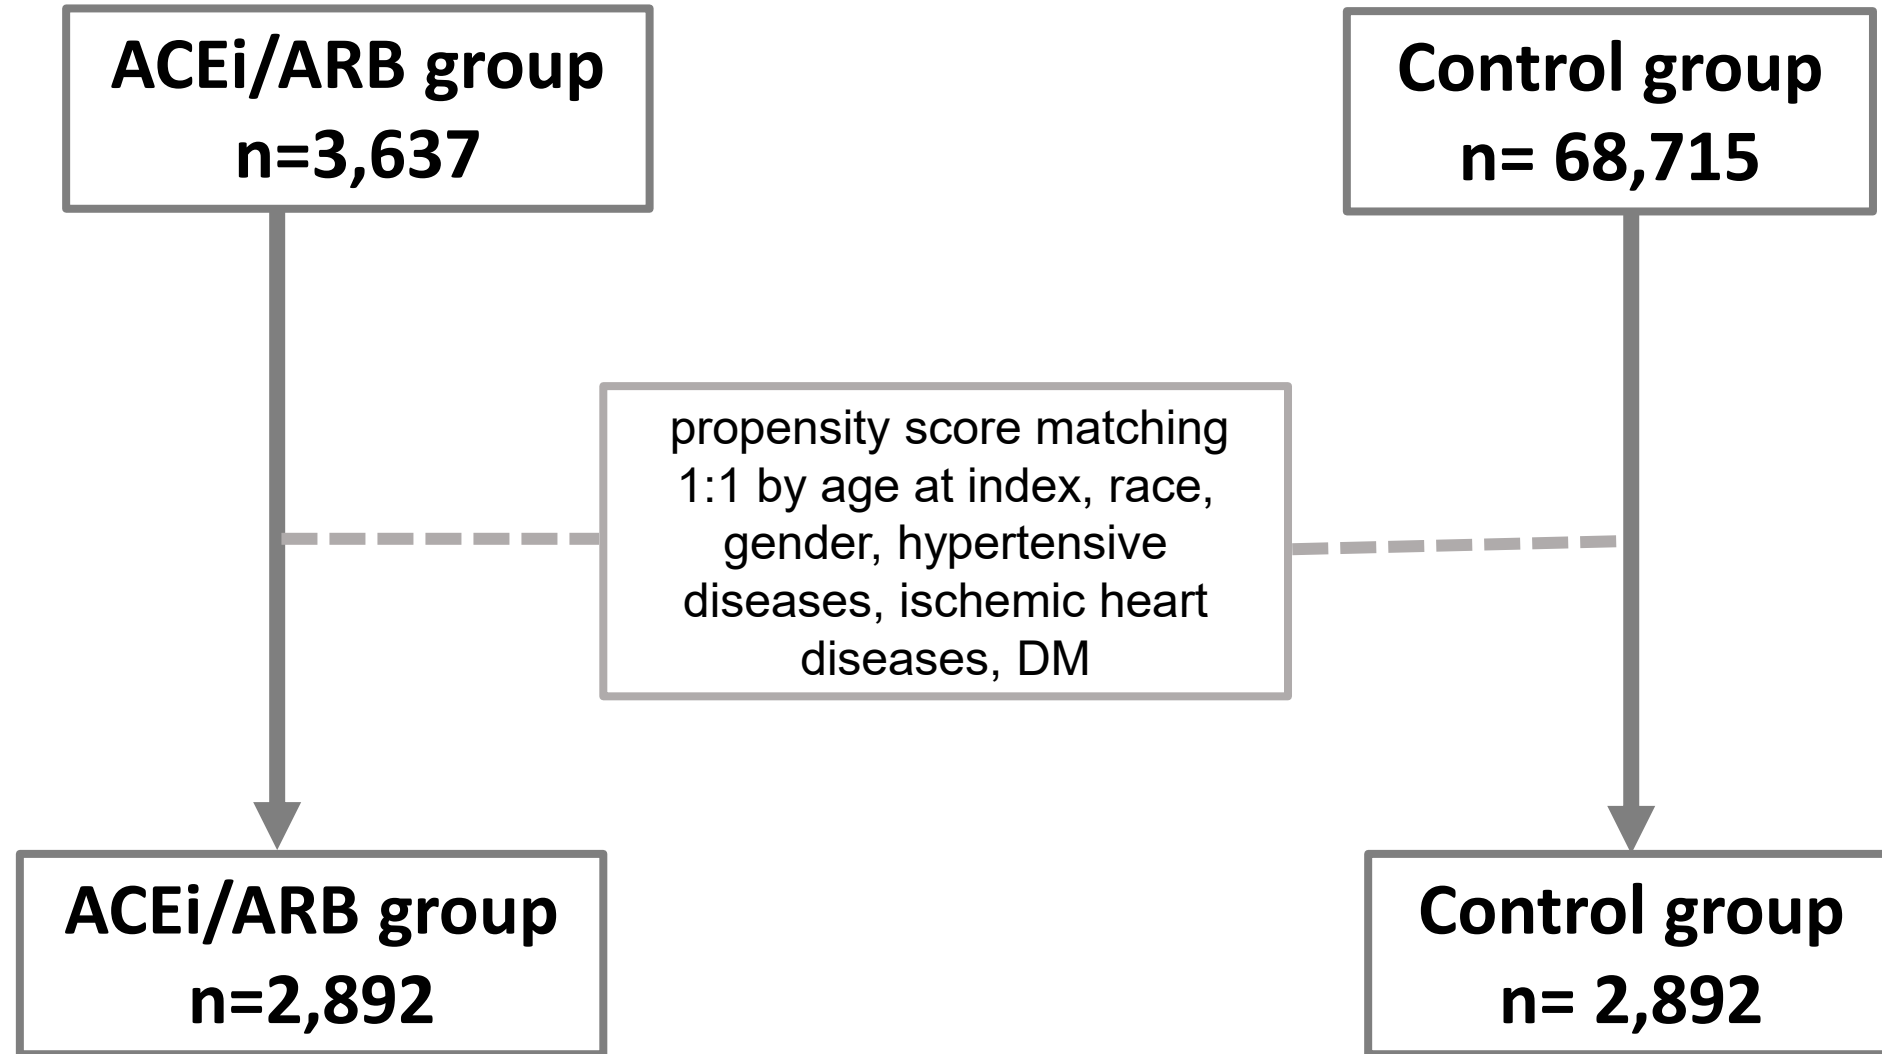 ACEi/ARB group
n=3,637
Control group
n= 68,715
propensity score matching
1:1 by age at index, race,
gender, hypertensive
diseases, ischemic heart
diseases, DM
ACEi/ARB group
n=2,892
Control group
n= 2,892